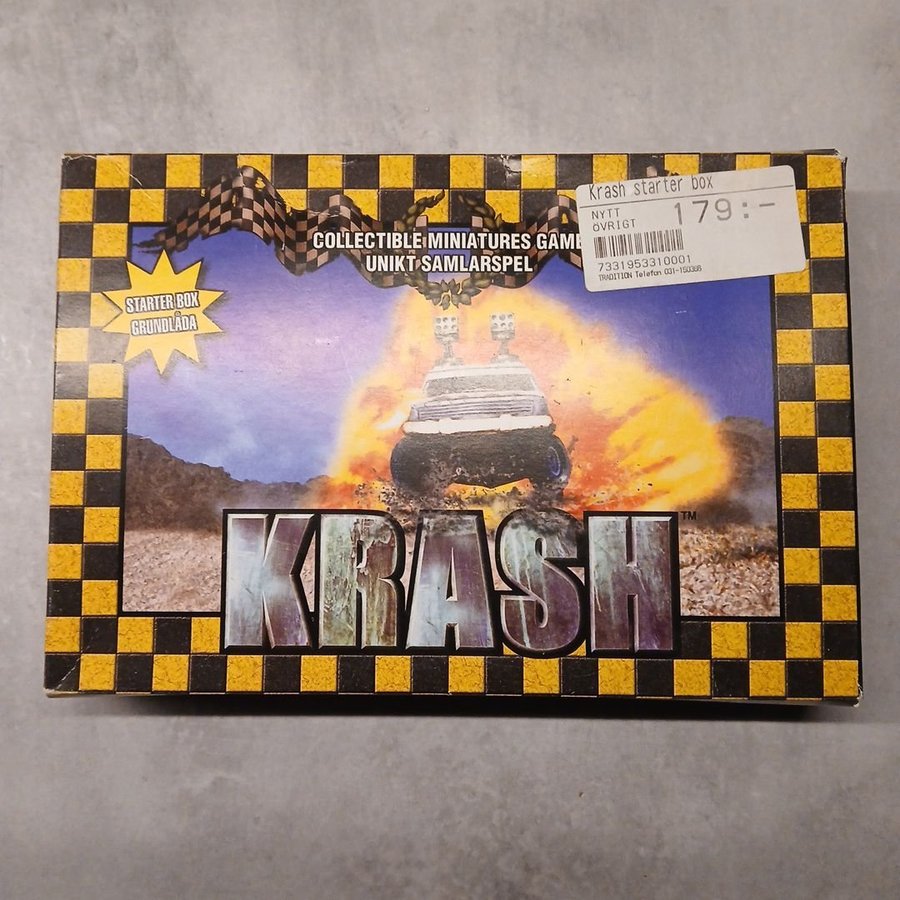 Krash starter box
NYTT
ÖVRIGT
179:-
7331953310001
TRADITION Telefon 031-150366
COLLECTIBLE MINIATURES GAME
UNIKT SAMLARSPEL
STARTER BOX
GRUNDLÅDA
KRASH™